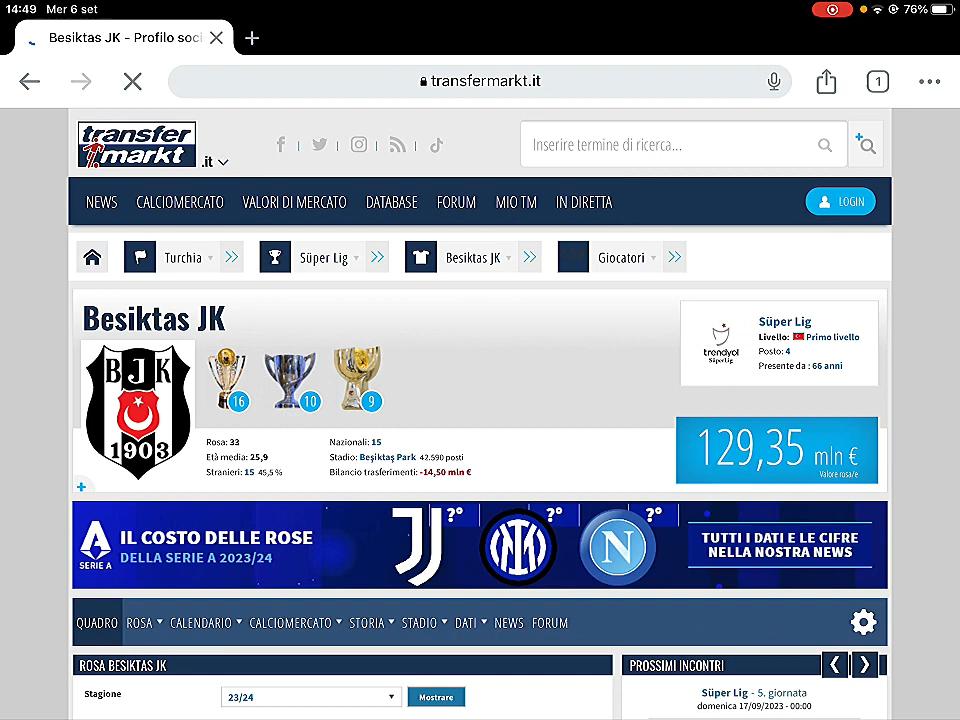 14:49 Mer 6 set 76%
Besiktas JK - Profilo soci
transfermarkt.it 1
transfer
markt .it
Inserire termine di ricerca...
NEWS CALCIOMERCATO VALORI DI MERCATO DATABASE FORUM MIO TM IN DIRETTA LOGIN
Turchia Süper Lig Besiktas JK Giocatori
Besiktas JK
BJK
1903
16 10 9
Rosa: 33
Età media: 25,9
Stranieri: 15 45,5 %
Nazionali: 15
Stadio: Beşiktaş Park 42.590 posti
Bilancio trasferimenti: -14,50 mln €
trendyol
SüperLig
Süper Lig
Livello: Primo livello
Posto: 4
Presente da : 66 anni
129,35 mln €
Valore rosa/e
SERIE A
IL COSTO DELLE ROSE
DELLA SERIE A 2023/24
?° ?° ?°
N
TUTTI I DATI E LE CIFRE
NELLA NOSTRA NEWS
QUADRO ROSA CALENDARIO CALCIOMERCATO STORIA STADIO DATI NEWS FORUM
ROSA BESIKTAS JK
Stagione 23/24 Mostrare
PROSSIMI INCONTRI
Süper Lig - 5. giornata
domenica 17/09/2023 - 00:00